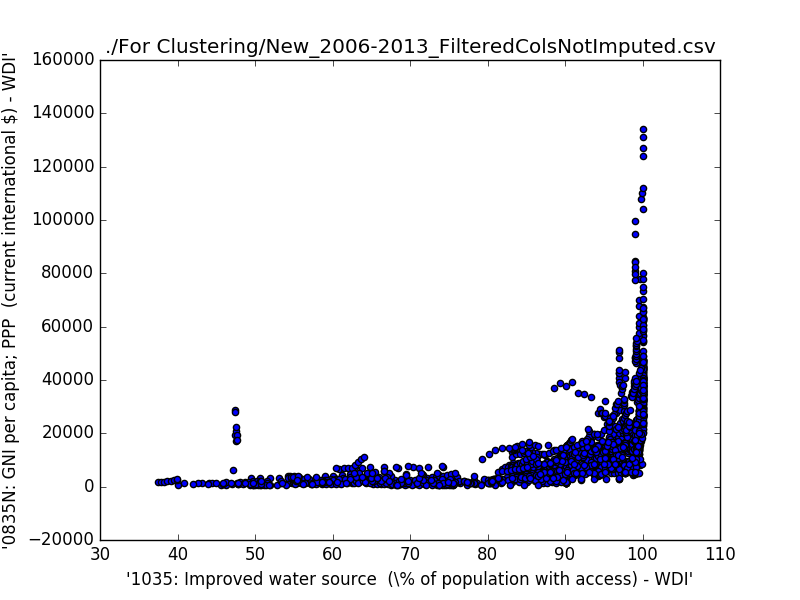 ./For Clustering/New_2006-2013_FilteredColsNotImputed.csv
160000
140000
120000
100000
80000
60000
40000
20000
0
−20000
'0835N: GNI per capita; PPP  (current international $) - WDI'
30 40 50 60 70 80 90 100 110
'1035: Improved water source  (\% of population with access) - WDI'